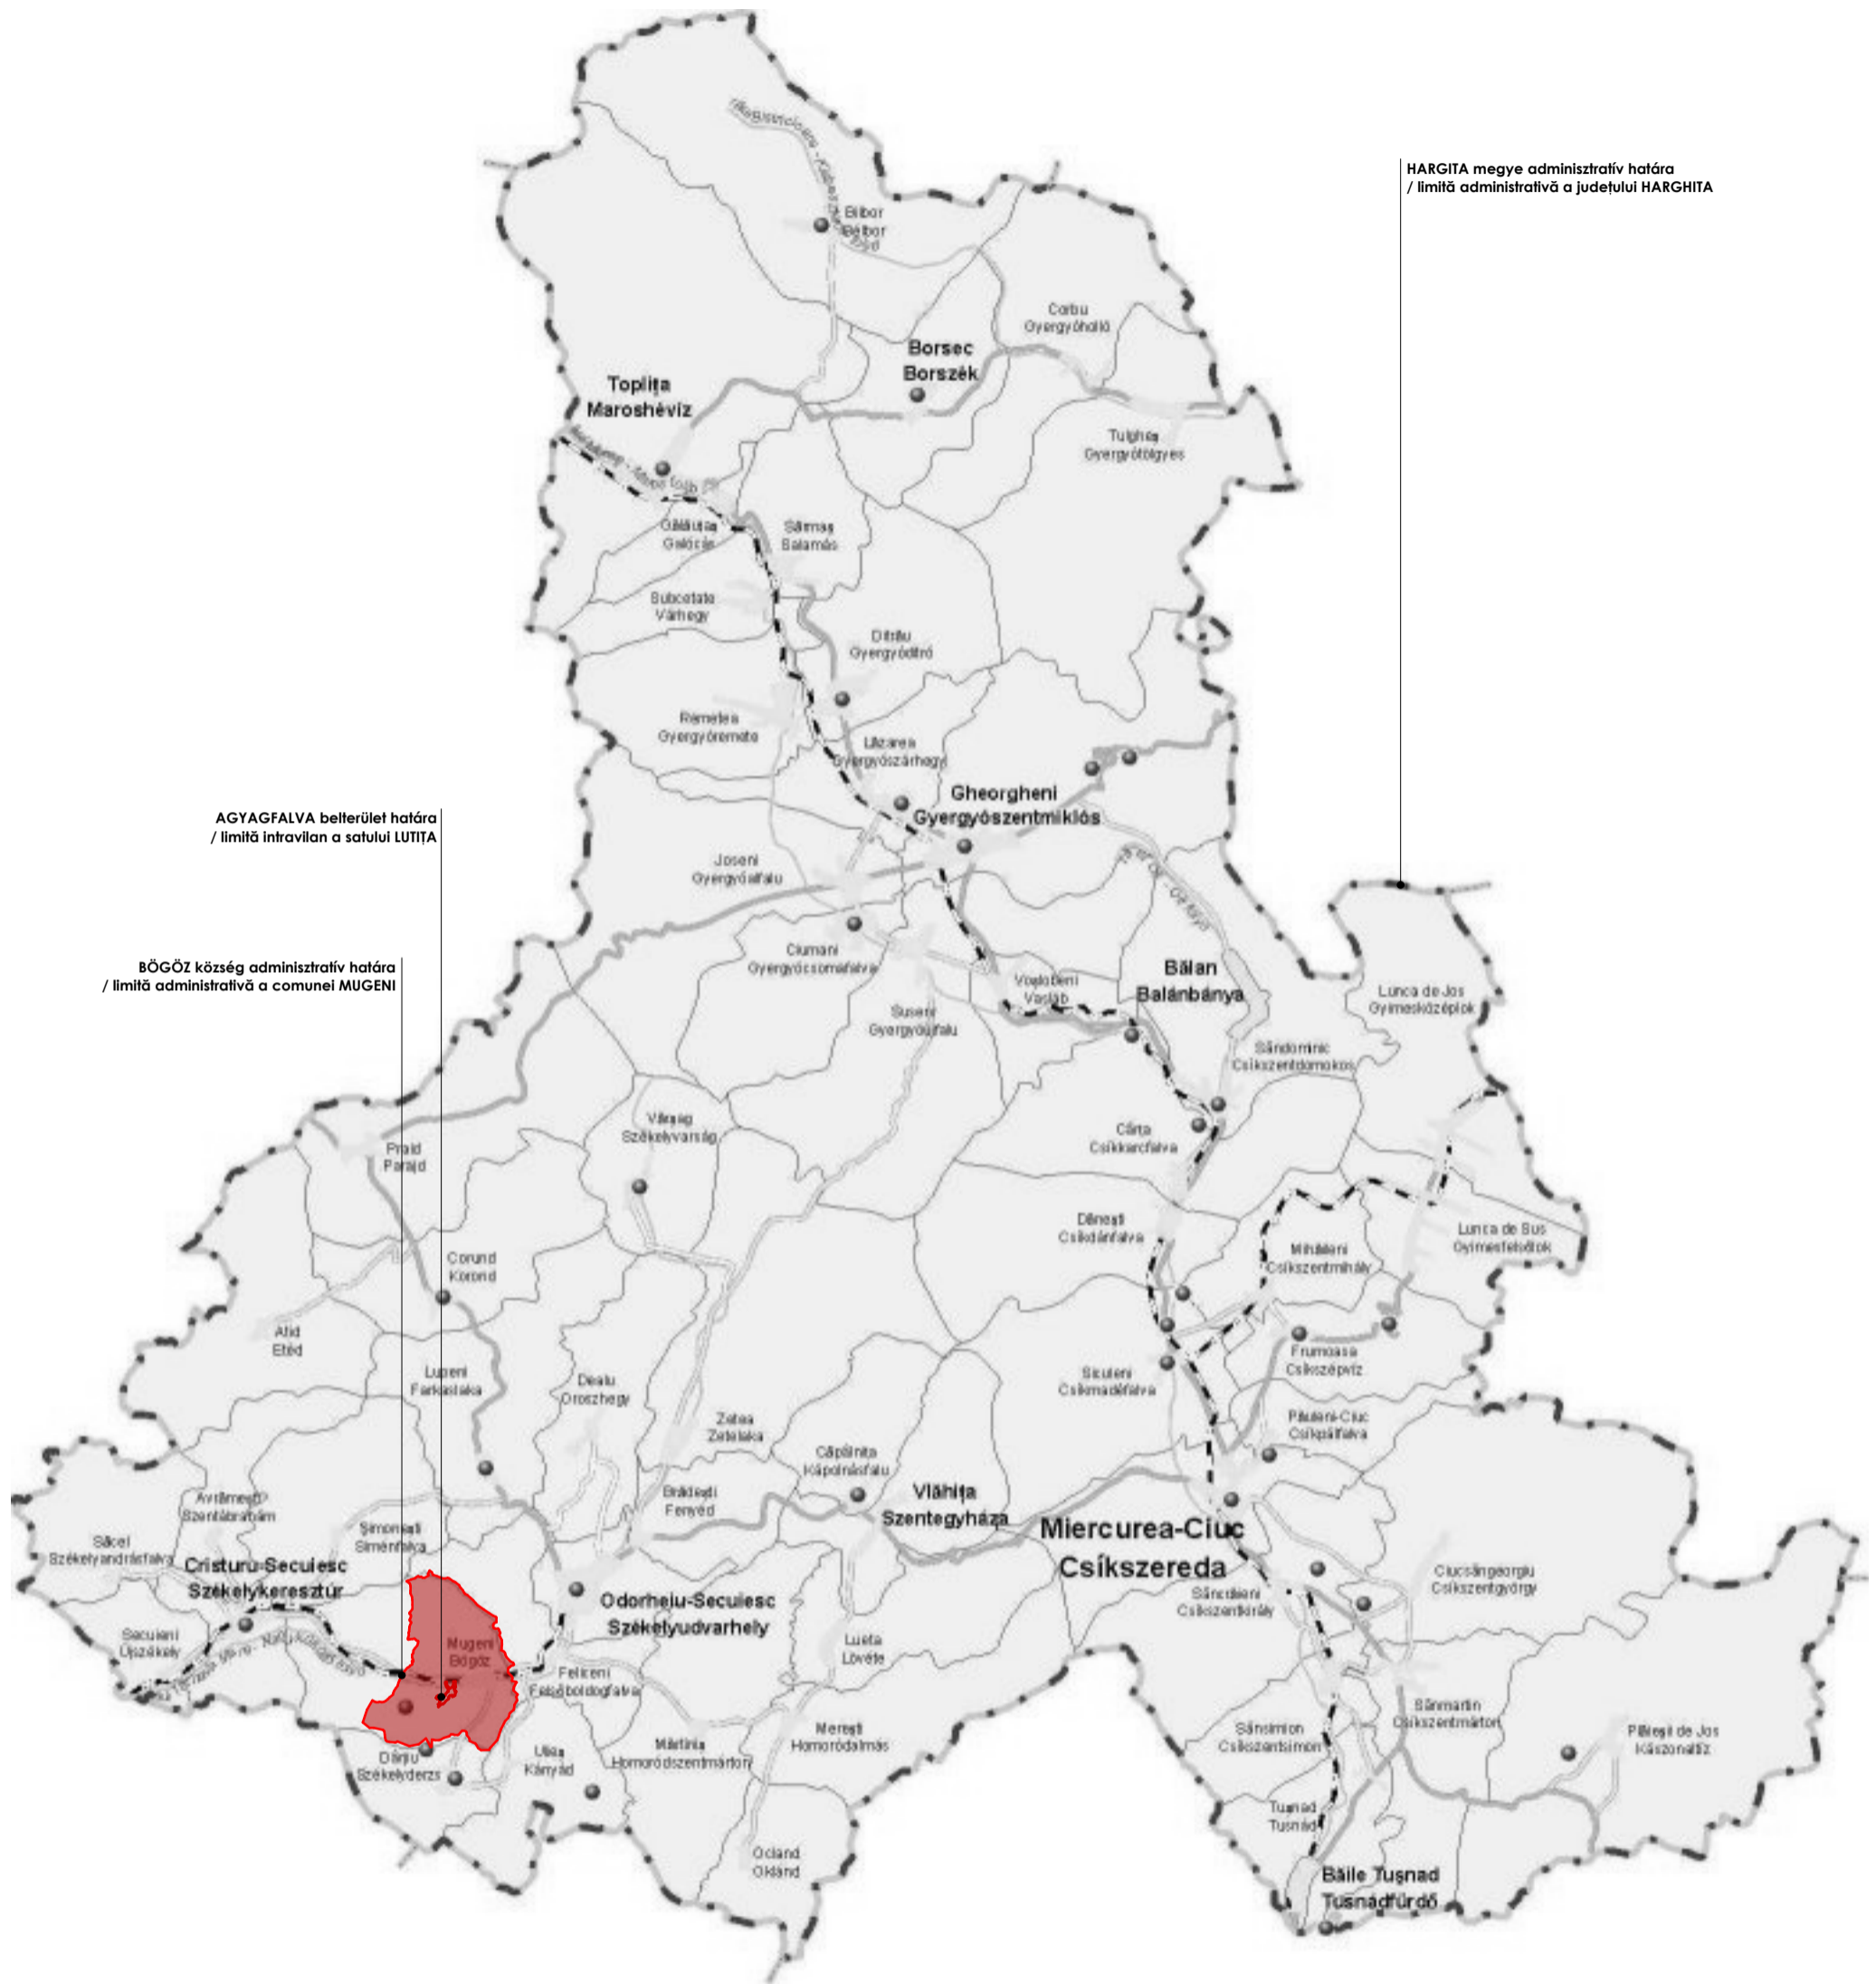 HARGITA megye adminisztratív határa
/ limită administrativă a județului HARGHITA
Bilbor
Bélbor
Corbu
Gyergyóholló
Borsec
Borszék
Toplița
Maroshévíz
Tulgheș
Gyergyótölgyes
Gălăuțaș
Galócás
Sărmaș
Salamás
Subcetate
Várhegy
Ditrău
Gyergyóditró
Remetea
Gyergyóremete
Lăzarea
Gyergyószárhegy
Gheorgheni
Gyergyószentmiklós
AGYAGFALVA belterület határa
/ limită intravilan a satului LUTIȚA
Joseni
Gyergyóalfalu
Ciumani
Gyergyócsomafalva
BÖGÖZ község adminisztratív határa
/ limită administrativă a comunei MUGENI
Voșlobeni
Vasláb
Bălan
Balánbánya
Lunca de Jos
Gyimesközéplok
Suseni
Gyergyóújfalu
Sândominic
Csíkszentdomokos
Vărșag
Székelyvarság
Cârța
Csíkkarcfalva
Praid
Parajd
Dănești
Csíkdánfalva
Lunca de Sus
Gyimesfelsőlok
Mihăileni
Csíkszentmihály
Corund
Korond
Atid
Etéd
Frumoasa
Csíkszépvíz
Lupeni
Farkaslaka
Dealu
Oroszhegy
Siculeni
Csíkmadéfalva
Zetea
Zetelaka
Păuleni-Ciuc
Csíkpálfalva
Căpâlnița
Kápolnásfalu
Brădești
Fenyéd
Vlăhița
Szentegyháza
Avrămești
Szentábrahám
Șimonești
Siménfalva
Miercurea-Ciuc
Csíkszereda
Săcel
Székelyandrásfalva
Cristuru-Secuiesc
Székelykeresztúr
Ciucsângeorgiu
Csíkszentgyörgy
Odorheiu-Secuiesc
Székelyudvarhely
Sâncrăieni
Csíkszentkirály
Secuieni
Újszékely
Mugeni
Bögöz
Lueta
Lövéte
Feliceni
Felsőboldogfalva
Sânmartin
Csíkszentmárton
Sânsimion
Csíkszentsimon
Plăieșii de Jos
Kászonaltíz
Merești
Homoródalmás
Mărtiniș
Homoródszentmárton
Dârjiu
Székelyderzs
Ulieș
Kányád
Tușnad
Tusnád
Ocland
Oklánd
Băile Tușnad
Tusnádfürdő